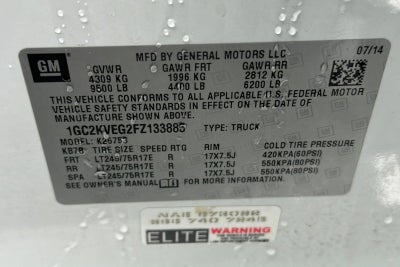 GM
MFD BY GENERAL MOTORS LLC 07/14
GVWR GAWR FRT GAWR RR
4309 KG 1996 KG 2812 KG
9500 LB 4400 LB 6200 LB
THIS VEHICLE CONFORMS TO ALL APPLICABLE U.S. FEDERAL MOTOR
VEHICLE SAFETY STANDARDS IN EFFECT ON THE DATE OF
MANUFACTURE SHOWN ABOVE.
1GC2KVEG2FZ133885 TYPE: TRUCK
MODEL: K26753
TIRE SIZE SPEED RTG RIM COLD TIRE PRESSURE
FRT LT245/75R17E R 17X7.5J 420KPA(60PSI)
RR LT245/75R17E R 17X7.5J 550KPA(80PSI)
SPA LT245/75R17E R 17X7.5J 550KPA(80PSI)
SEE OWNER'S MANUAL
ELITE WARNING